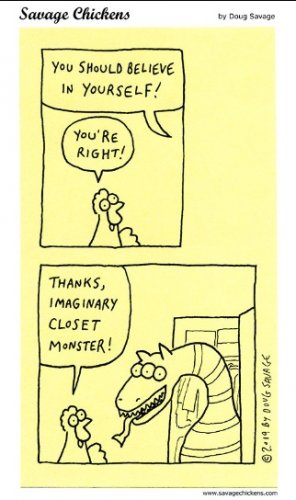 Savage Chickens
by Doug Savage
YOU SHOULD BELIEVE
IN YOURSELF!
YOU'RE
RIGHT!
THANKS,
IMAGINARY
CLOSET
MONSTER!
©2019 BY DOUG SAVAGE
www.savagechickens.com